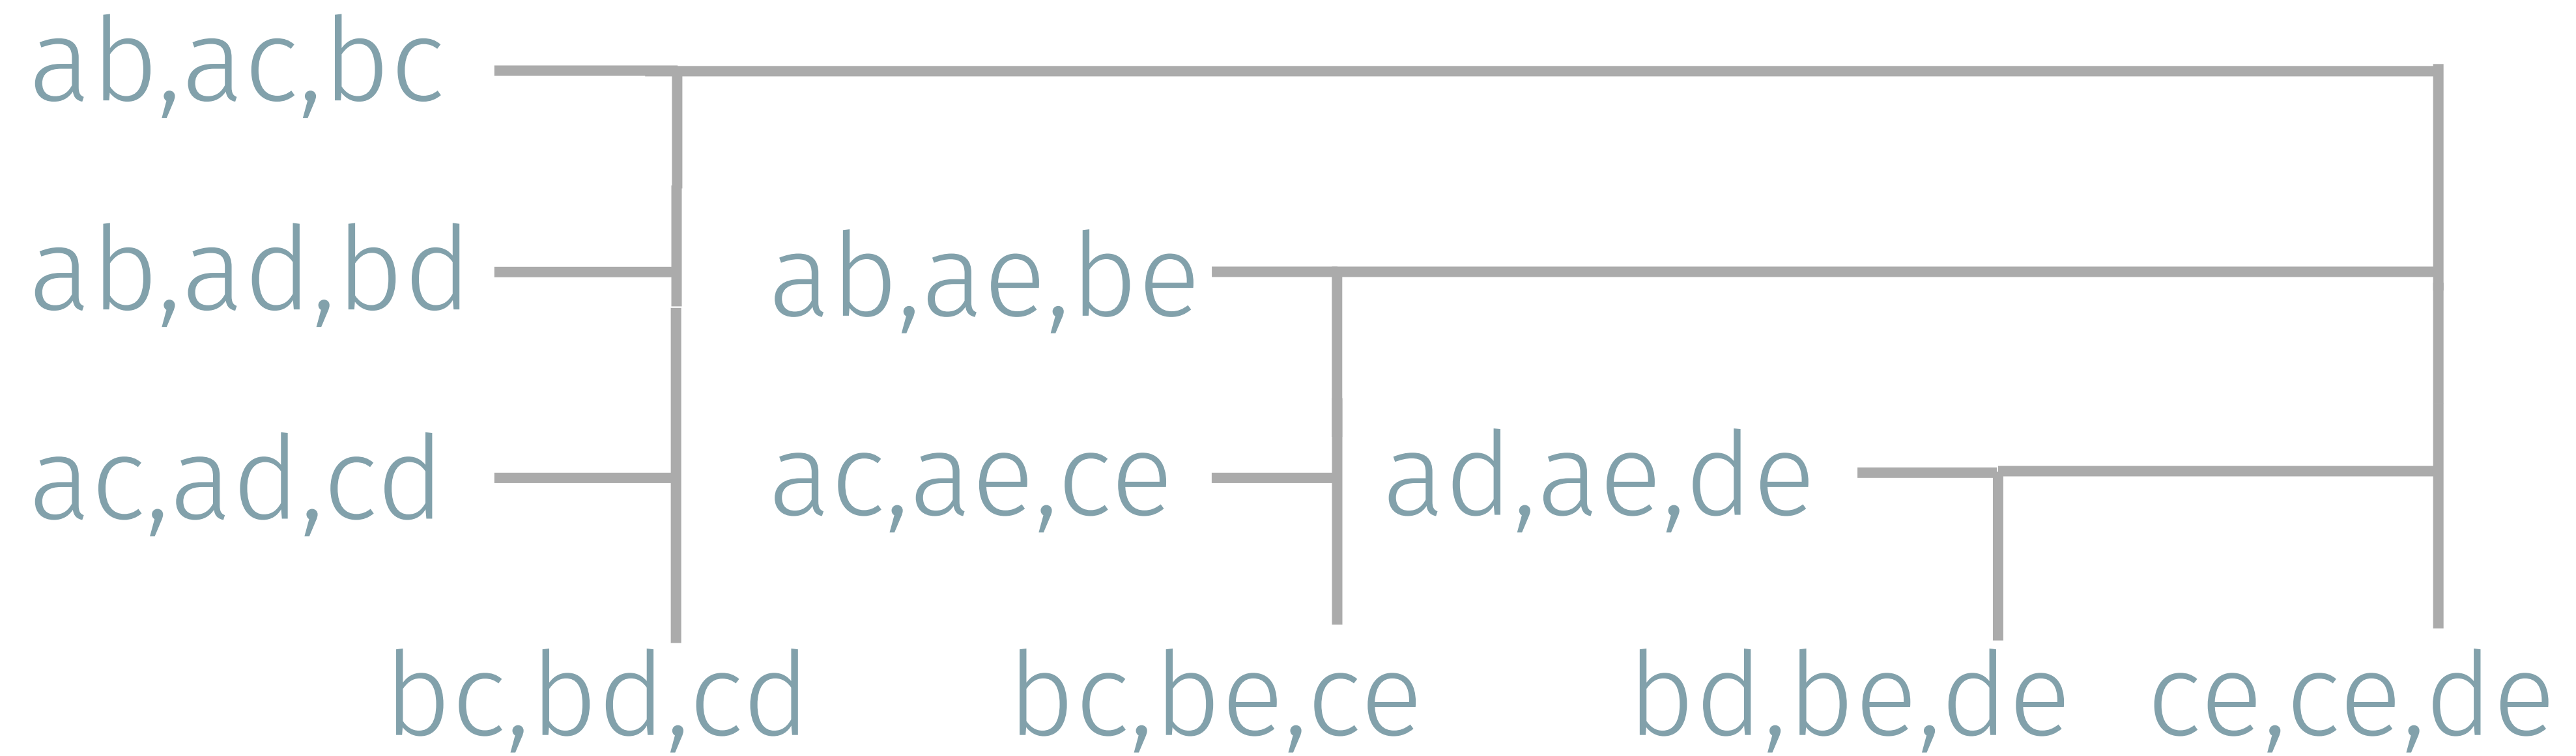 ab,ac,bc
ab,ad,bd
ab,ae,be
ac,ad,cd
ac,ae,ce
ad,ae,de
bc,bd,cd
bc,be,ce
bd,be,de
ce,ce,de